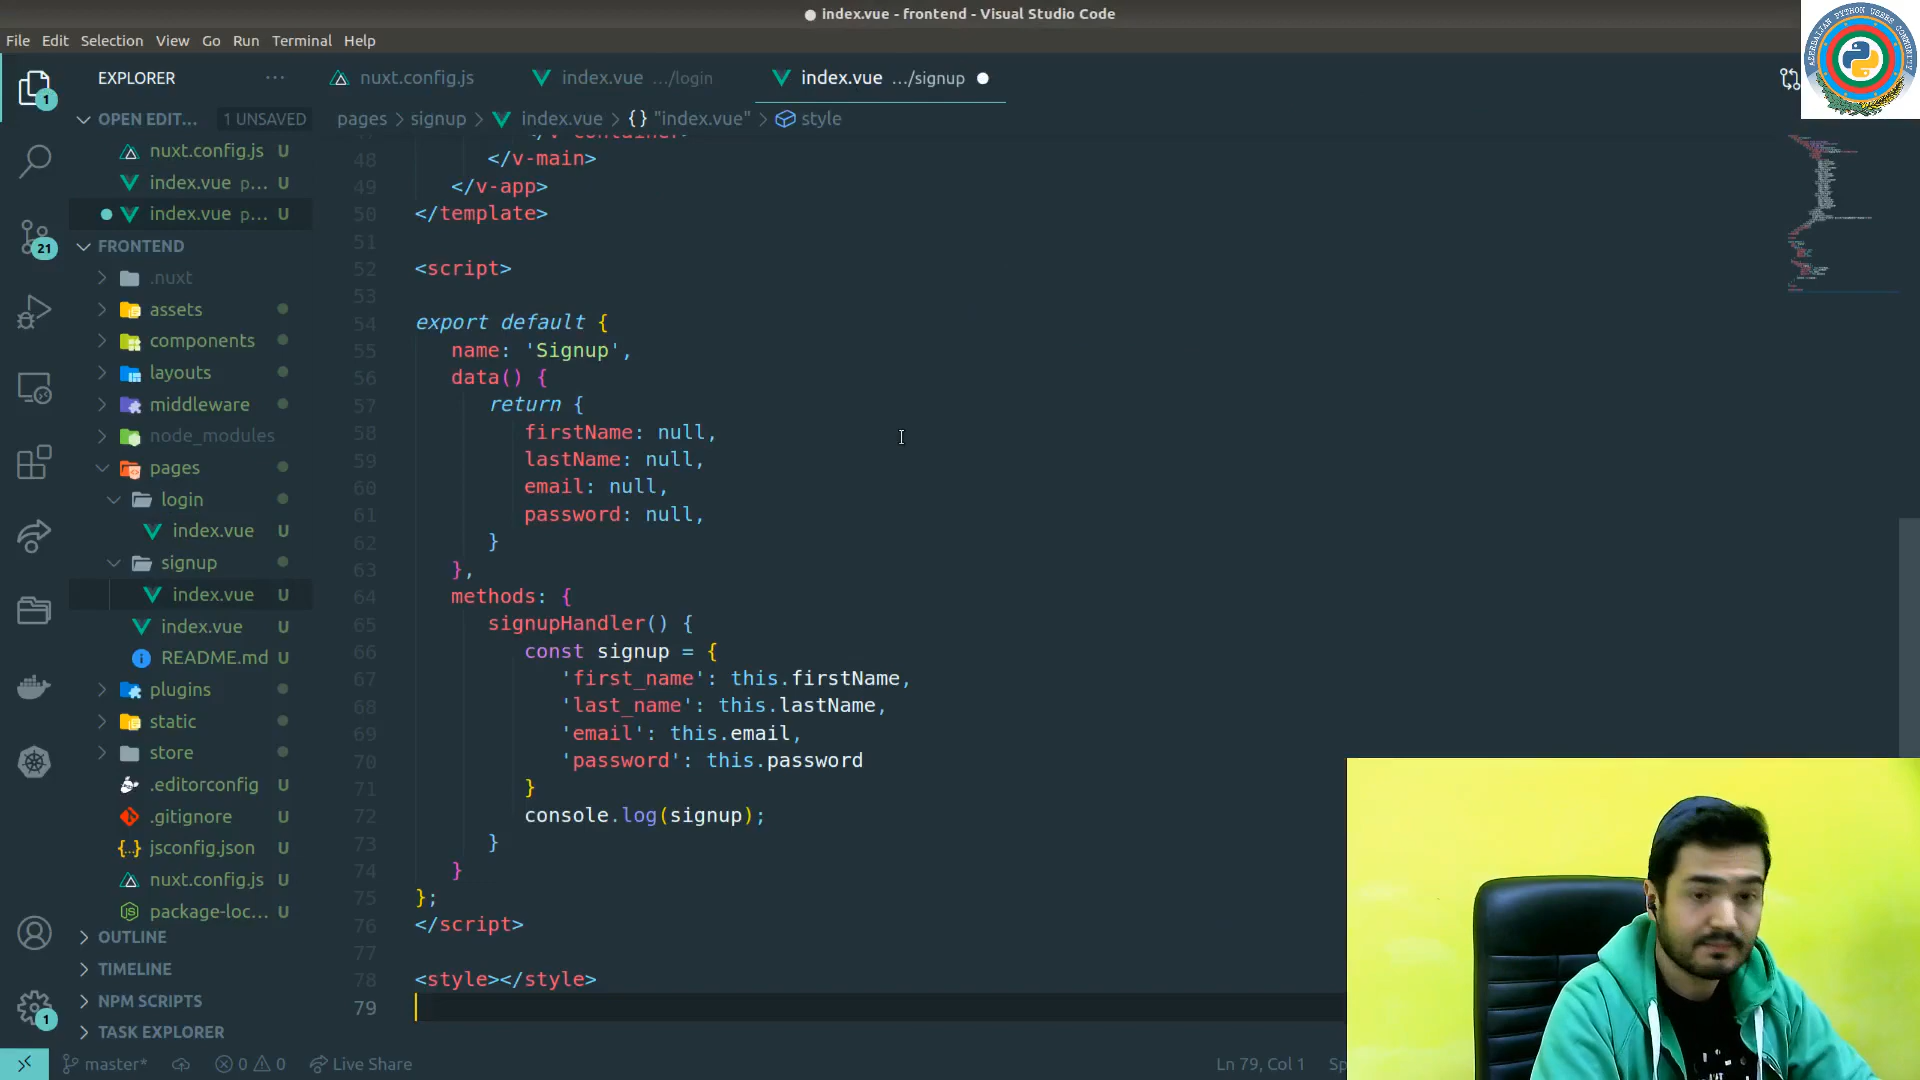 index.vue - frontend - Visual Studio Code
File Edit Selection View Go Run Terminal Help
AZERBAIJAN PYTHON USERS COMMUNITY
EXPLORER
nuxt.config.js
index.vue .../login
index.vue .../signup
1
OPEN EDIT... 1 UNSAVED
pages > signup > index.vue > {} "index.vue" > style
nuxt.config.js U
index.vue p... U
index.vue p... U
21
FRONTEND
.nuxt
assets
components
layouts
middleware
node_modules
pages
login
index.vue U
signup
index.vue U
index.vue U
README.md U
plugins
static
store
.editorconfig U
.gitignore U
jsconfig.json U
nuxt.config.js U
package-loc... U
OUTLINE
TIMELINE
NPM SCRIPTS
1
TASK EXPLORER
48 </v-main>
49 </v-app>
50 </template>
51
52 <script>
53
54 export default {
55 name: 'Signup',
56 data() {
57 return {
58 firstName: null,
59 lastName: null,
60 email: null,
61 password: null,
62 }
63 },
64 methods: {
65 signupHandler() {
66 const signup = {
67 'first_name': this.firstName,
68 'last_name': this.lastName,
69 'email': this.email,
70 'password': this.password
71 }
72 console.log(signup);
73 }
74 }
75 };
76 </script>
77
78 <style></style>
79
master* 0 0 Live Share
Ln 79, Col 1